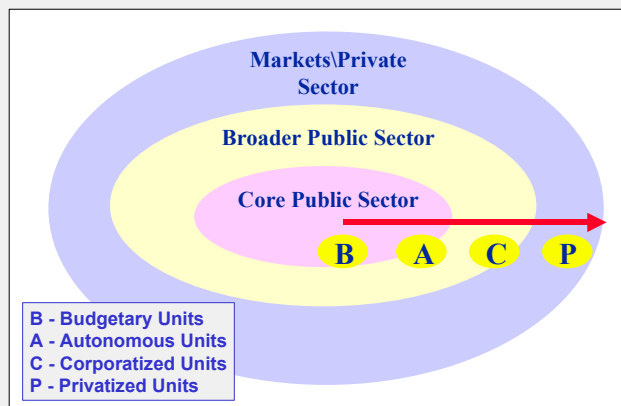 Markets\Private
Sector
Broader Public Sector
Core Public Sector
B A C P
B - Budgetary Units
A - Autonomous Units
C - Corporatized Units
P - Privatized Units